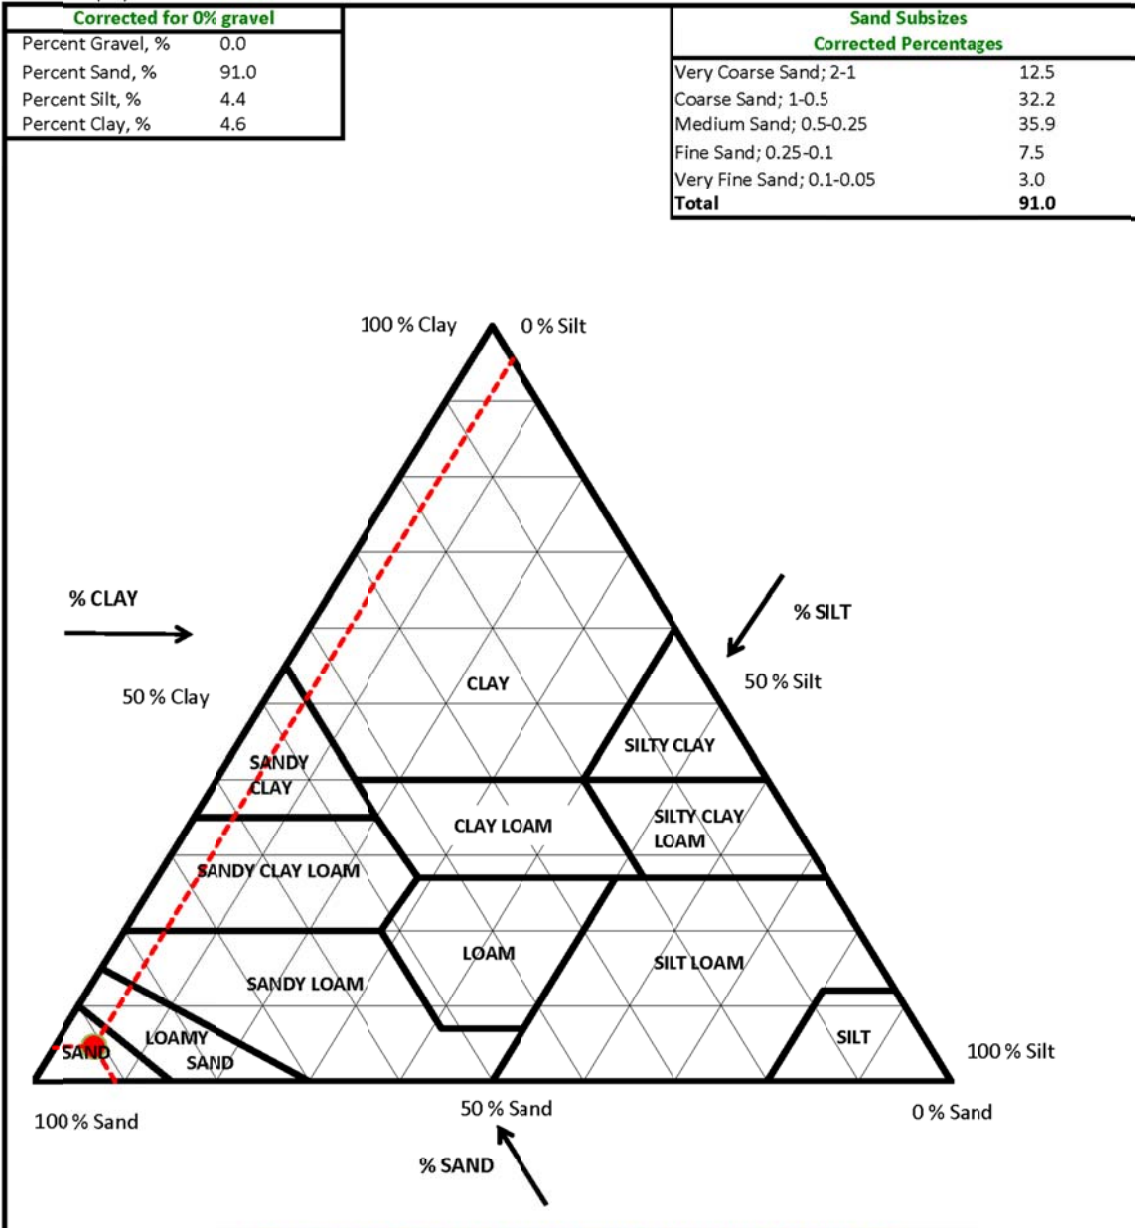 Corrected for 0% gravel
Percent Gravel, % 0.0
Percent Sand, % 91.0
Percent Silt, % 4.4
Percent Clay, % 4.6
Sand Subsizes
Corrected Percentages
Very Coarse Sand; 2-1 12.5
Coarse Sand; 1-0.5 32.2
Medium Sand; 0.5-0.25 35.9
Fine Sand; 0.25-0.1 7.5
Very Fine Sand; 0.1-0.05 3.0
Total 91.0
100 % Clay 0 % Silt
% CLAY
% SILT
50 % Clay
CLAY
50 % Silt
SILTY CLAY
SANDY
CLAY
CLAY LOAM
SILTY CLAY
LOAM
SANDY CLAY LOAM
LOAM
SILT LOAM
SANDY LOAM
SAND
LOAMY
SAND
SILT
100 % Silt
100 % Sand
50 % Sand
0 % Sand
% SAND